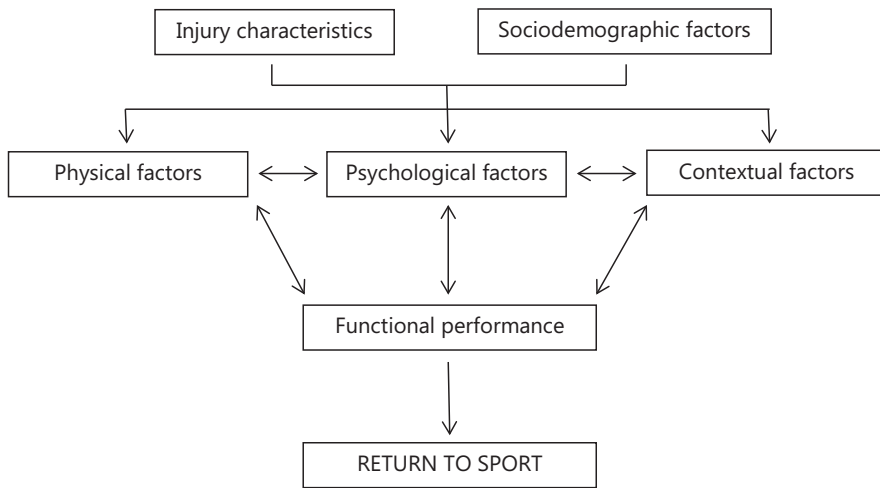 Injury characteristics
Sociodemographic factors
Physical factors
Psychological factors
Contextual factors
Functional performance
RETURN TO SPORT